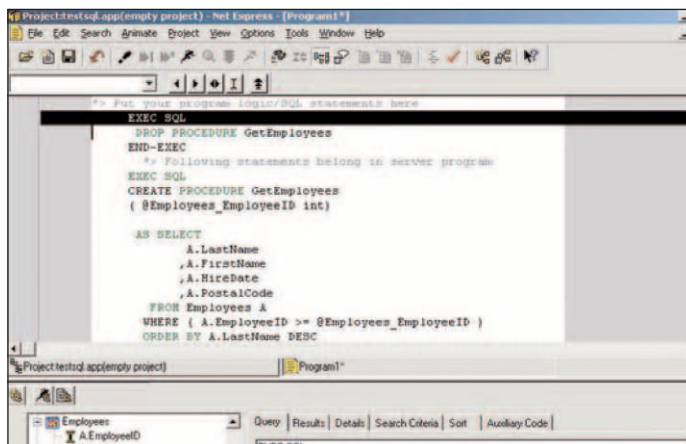 Project:testsql.app(empty project) - Net Express - [Program1*]
File Edit Search Animate Project View Options Tools Window Help
*> Put your program logic/SQL statements here
EXEC SQL
DROP PROCEDURE GetEmployees
END-EXEC
*> Following statements belong in server program
EXEC SQL
CREATE PROCEDURE GetEmployees
( @Employees_EmployeeID int)
AS SELECT
A.LastName
,A.FirstName
,A.HireDate
,A.PostalCode
FROM Employees A
WHERE ( A.EmployeeID >= @Employees_EmployeeID )
ORDER BY A.LastName DESC
Project:testsql.app(empty project) Program1*
Employees
A.EmployeeID
Query Results Details Search Criteria Sort Auxiliary Code